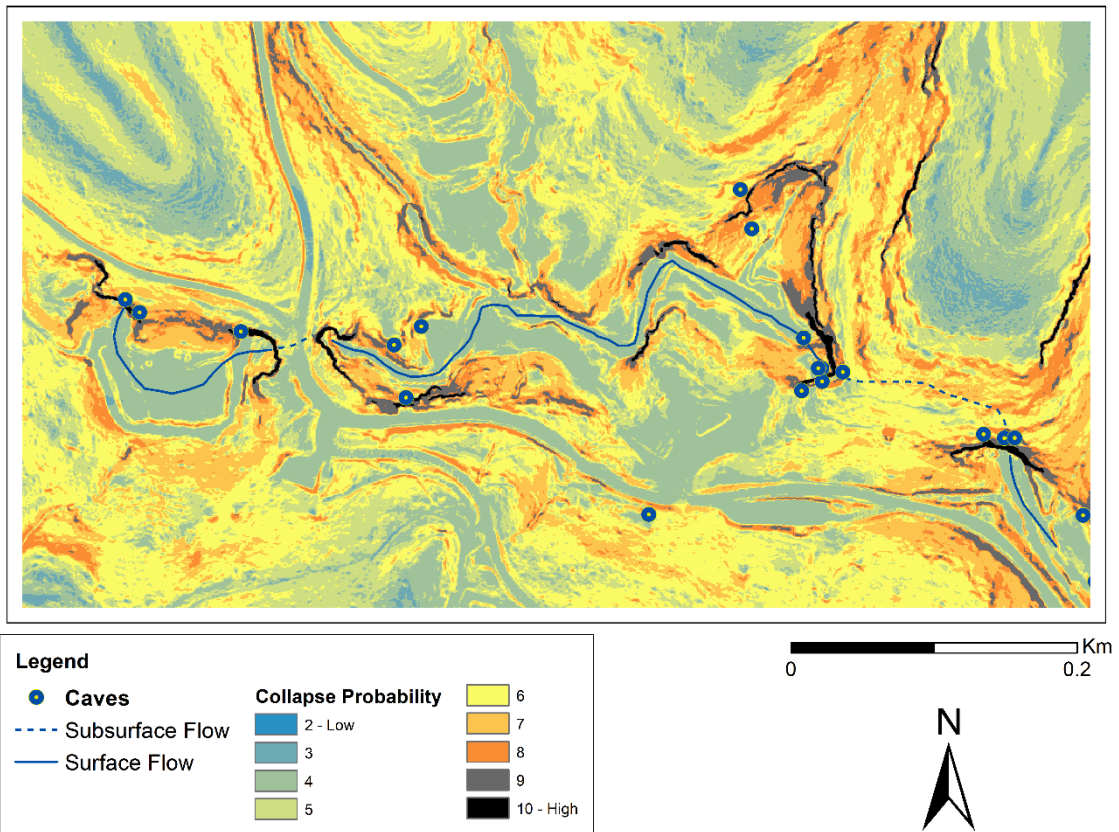 Legend
Caves
Subsurface Flow
Surface Flow
Collapse Probability
2 - Low
3
4
5
6
7
8
9
10 - High
Km
0 0.2
N